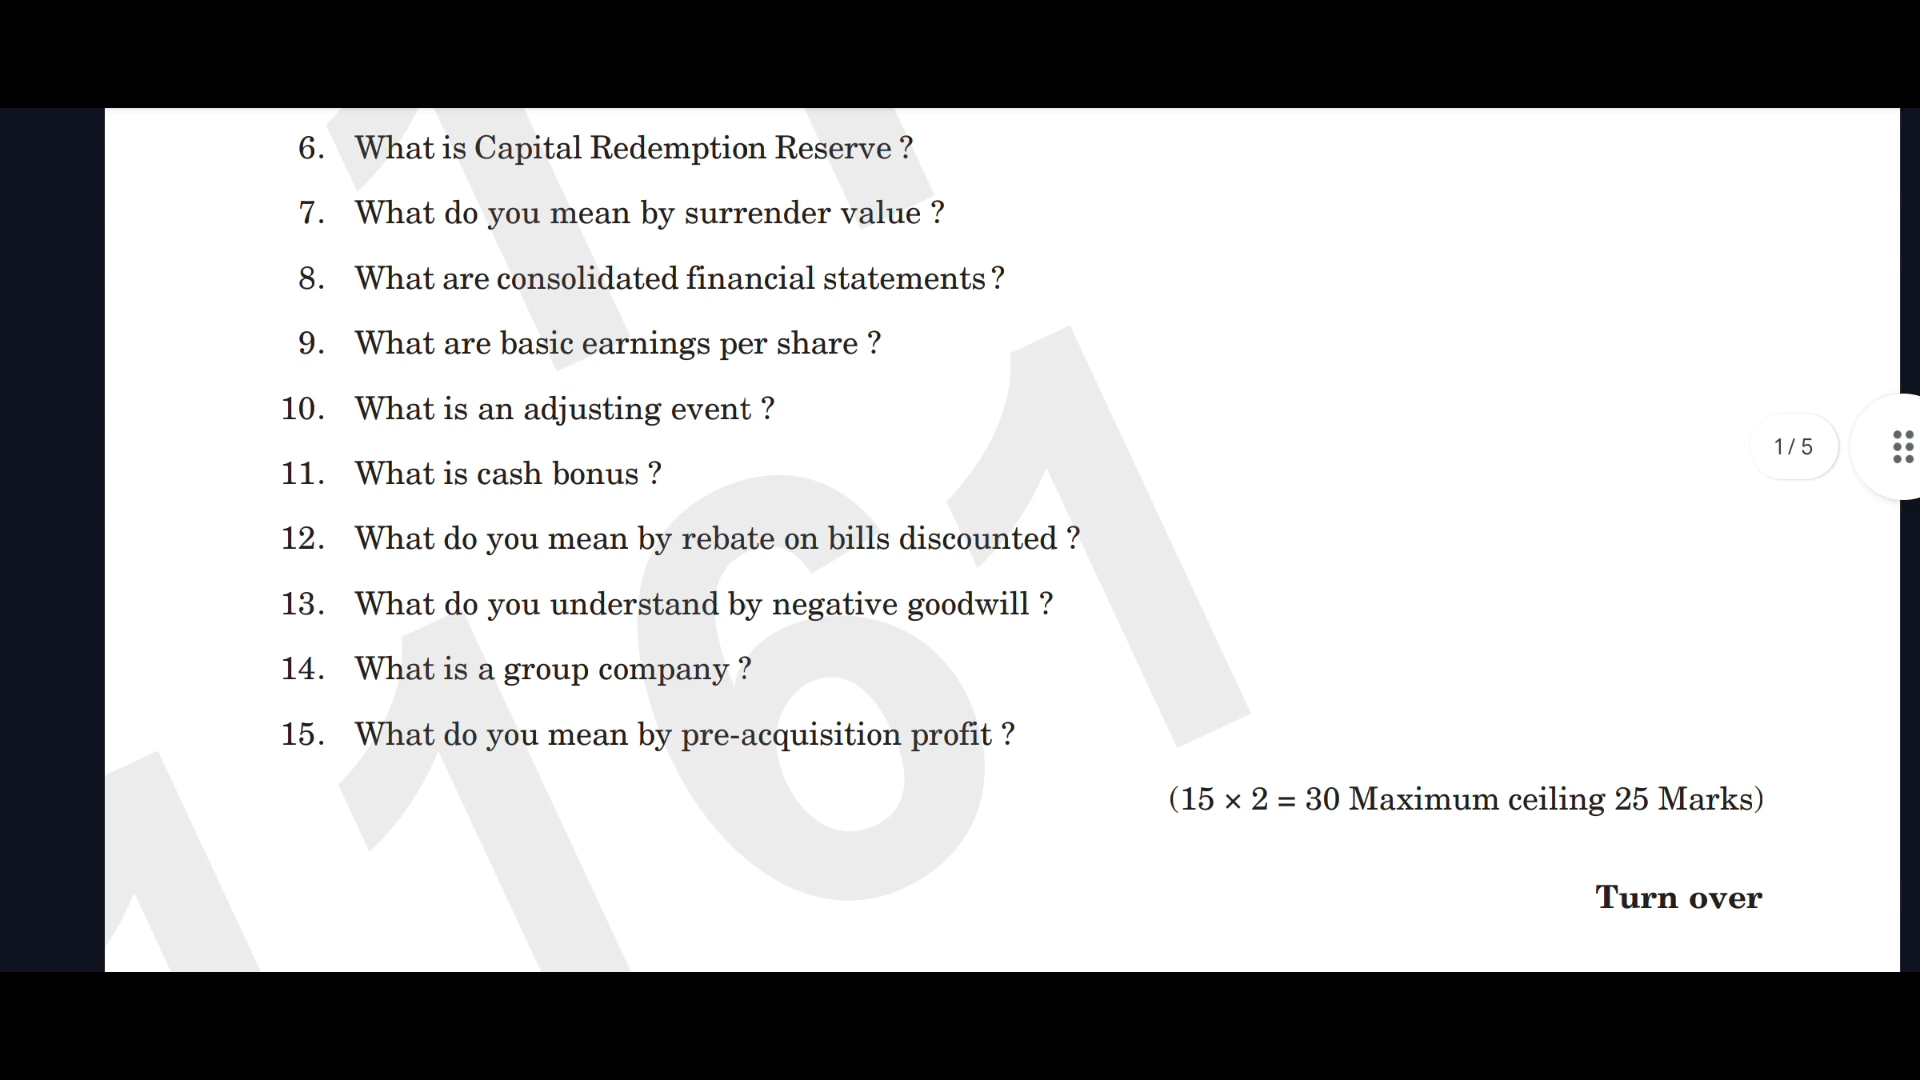 6. What is Capital Redemption Reserve ?
7. What do you mean by surrender value ?
8. What are consolidated financial statements ?
9. What are basic earnings per share ?
10. What is an adjusting event ?
11. What is cash bonus ?
12. What do you mean by rebate on bills discounted ?
13. What do you understand by negative goodwill ?
14. What is a group company ?
15. What do you mean by pre-acquisition profit ?
(15 × 2 = 30 Maximum ceiling 25 Marks)
Turn over
1 / 5